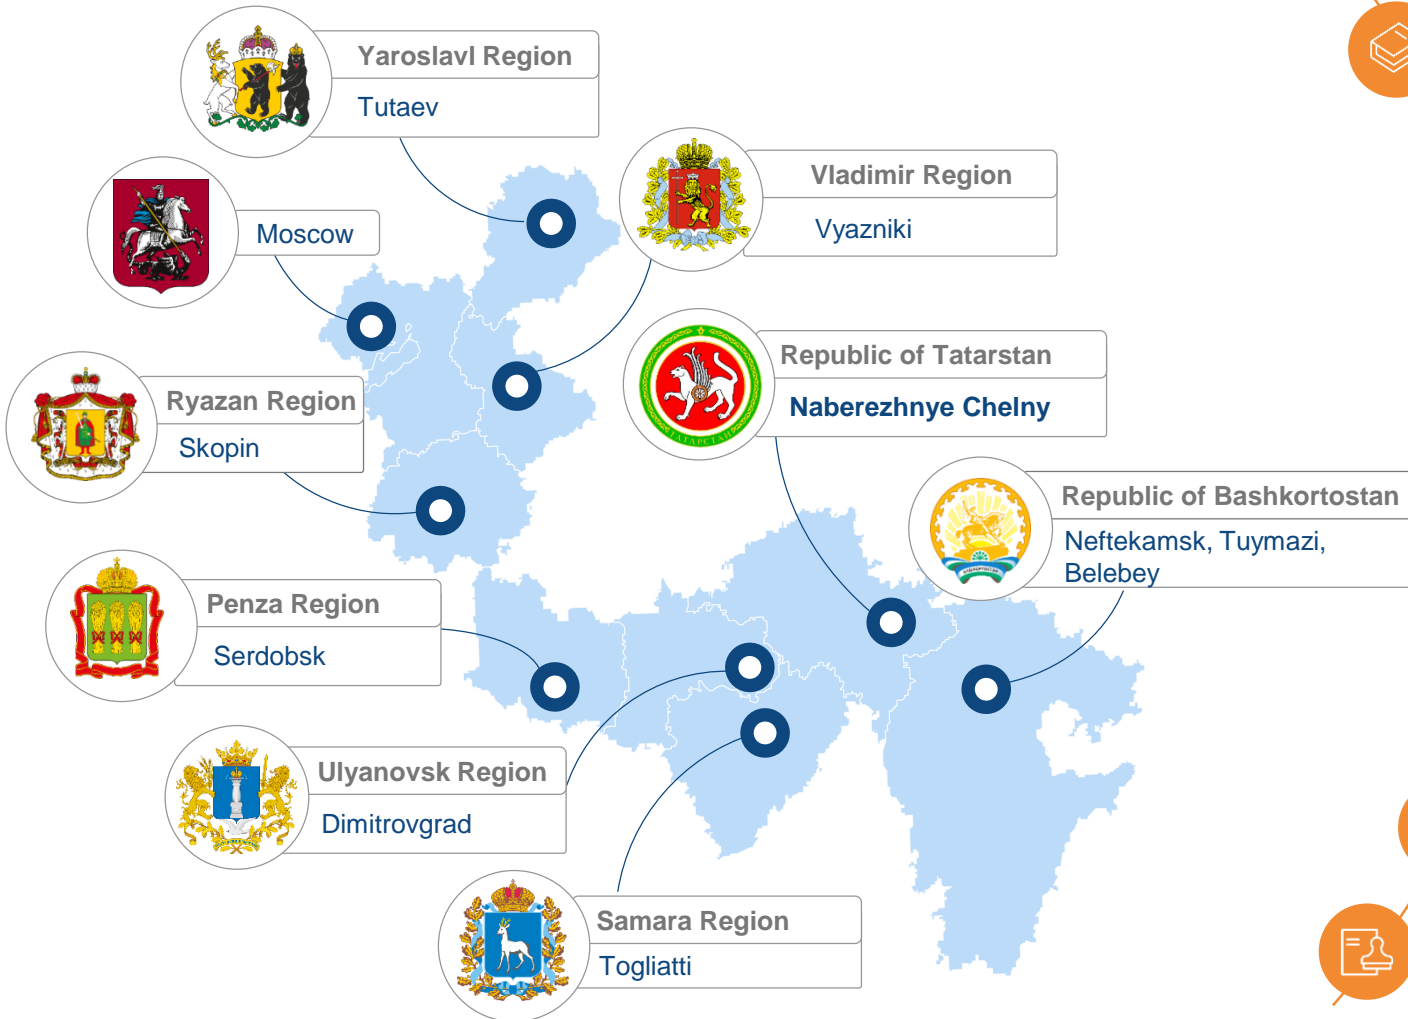 Yaroslavl Region
Tutaev
Vladimir Region
Vyazniki
Moscow
Republic of Tatarstan
Naberezhnye Chelny
ТАТАРСТАН
Ryazan Region
Skopin
Republic of Bashkortostan
Neftekamsk, Tuymazi,
Belebey
Penza Region
Serdobsk
Ulyanovsk Region
Dimitrovgrad
Samara Region
Togliatti